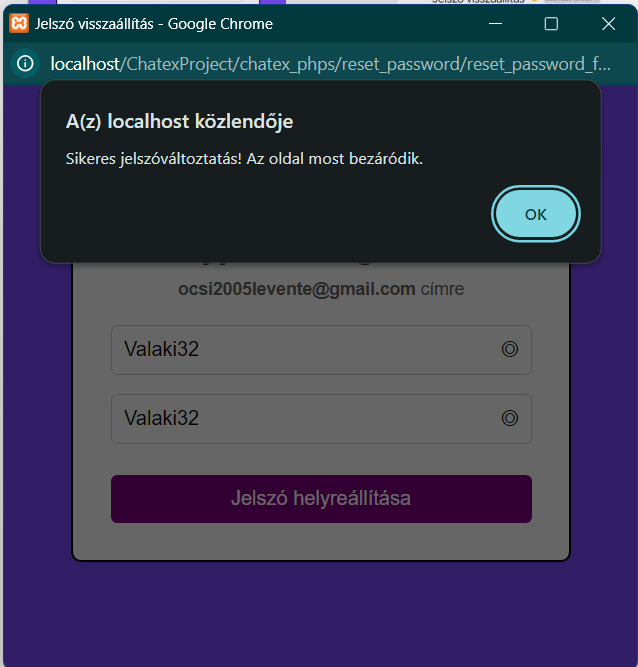 Jelszó visszaállítás - Google Chrome
localhost/ChatexProject/chatex_phps/reset_password/reset_password_f...
A(z) localhost közlendője
Sikeres jelszóváltoztatás! Az oldal most bezáródik.
OK
ocsi2005levente@gmail.com címre
Valaki32
Valaki32
Jelszó helyreállítása